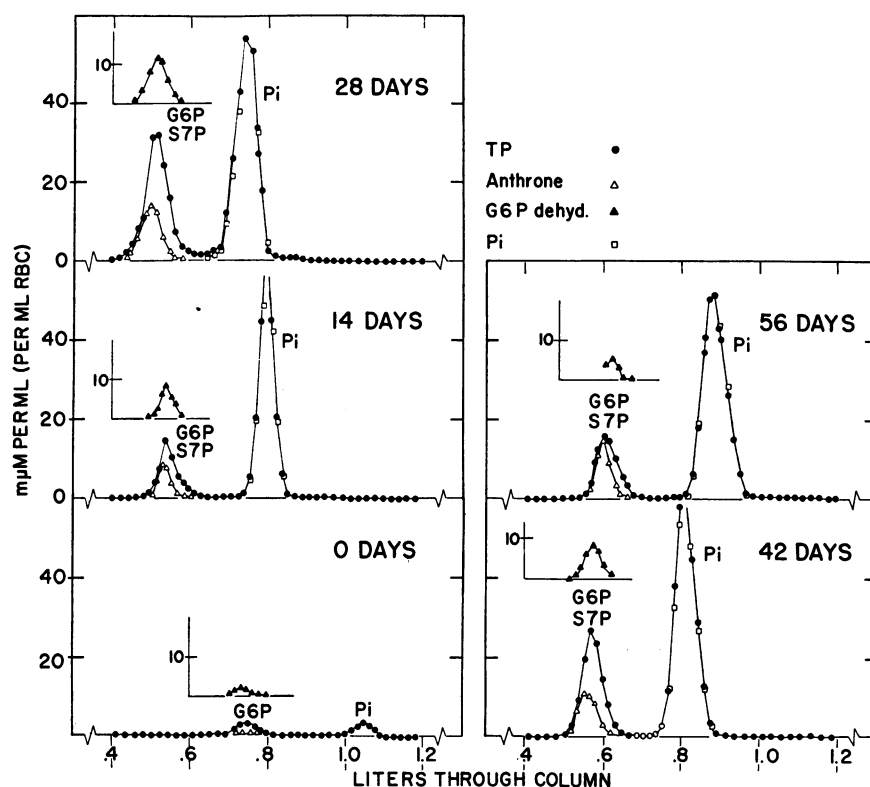 10
G6P
S7P
Pi
28 DAYS
40
20
0
TP
Anthrone
G6P dehyd.
Pi
mμM PER ML (PER ML RBC)
10
G6P
S7P
Pi
14 DAYS
40
20
0
10
G6P
S7P
Pi
56 DAYS
40
20
0
0 DAYS
10
G6P
Pi
40
20
.4 .6 .8 1.0 1.2
10
G6P
S7P
Pi
42 DAYS
40
20
.4 .6 .8 1.0 1.2
LITERS THROUGH COLUMN